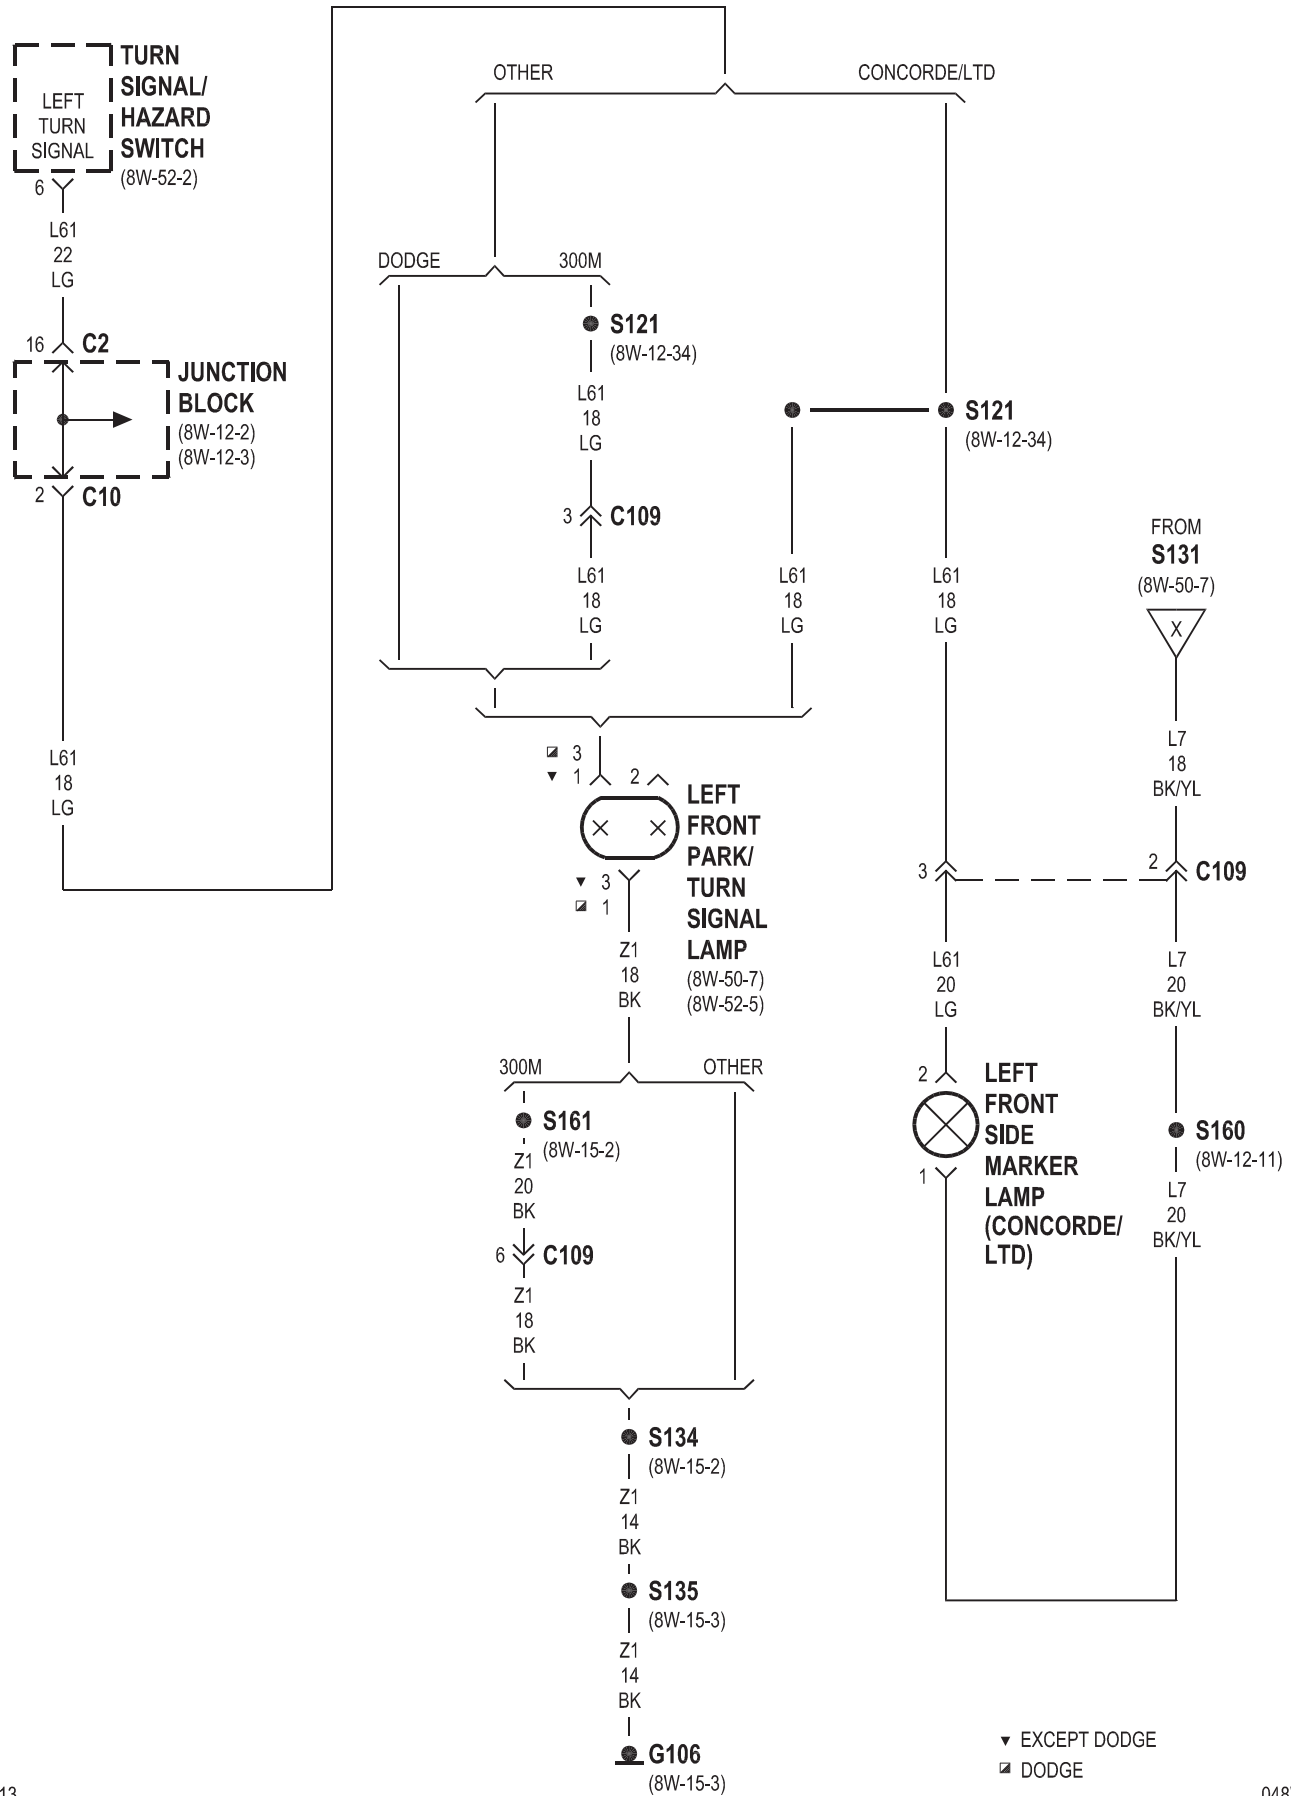 TURN
SIGNAL/
HAZARD
SWITCH
(8W-52-2)
LEFT
TURN
SIGNAL
6
L61
22
LG
16 C2
JUNCTION
BLOCK
(8W-12-2)
(8W-12-3)
2 C10
L61
18
LG
OTHER
CONCORDE/LTD
DODGE
300M
S121
(8W-12-34)
L61
18
LG
3 C109
L61
18
LG
S121
(8W-12-34)
L61
18
LG
L61
18
LG
FROM
S131
(8W-50-7)
X
L7
18
BK/YL
3
1
2
LEFT
FRONT
PARK/
TURN
SIGNAL
LAMP
(8W-50-7)
(8W-52-5)
3
1
Z1
18
BK
3
2 C109
L61
20
LG
L7
20
BK/YL
300M
OTHER
S161
(8W-15-2)
Z1
20
BK
6 C109
Z1
18
BK
2
LEFT
FRONT
SIDE
MARKER
LAMP
(CONCORDE/
LTD)
1
S160
(8W-12-11)
L7
20
BK/YL
S134
(8W-15-2)
Z1
14
BK
S135
(8W-15-3)
Z1
14
BK
G106
(8W-15-3)
▼ EXCEPT DODGE
◪ DODGE
13